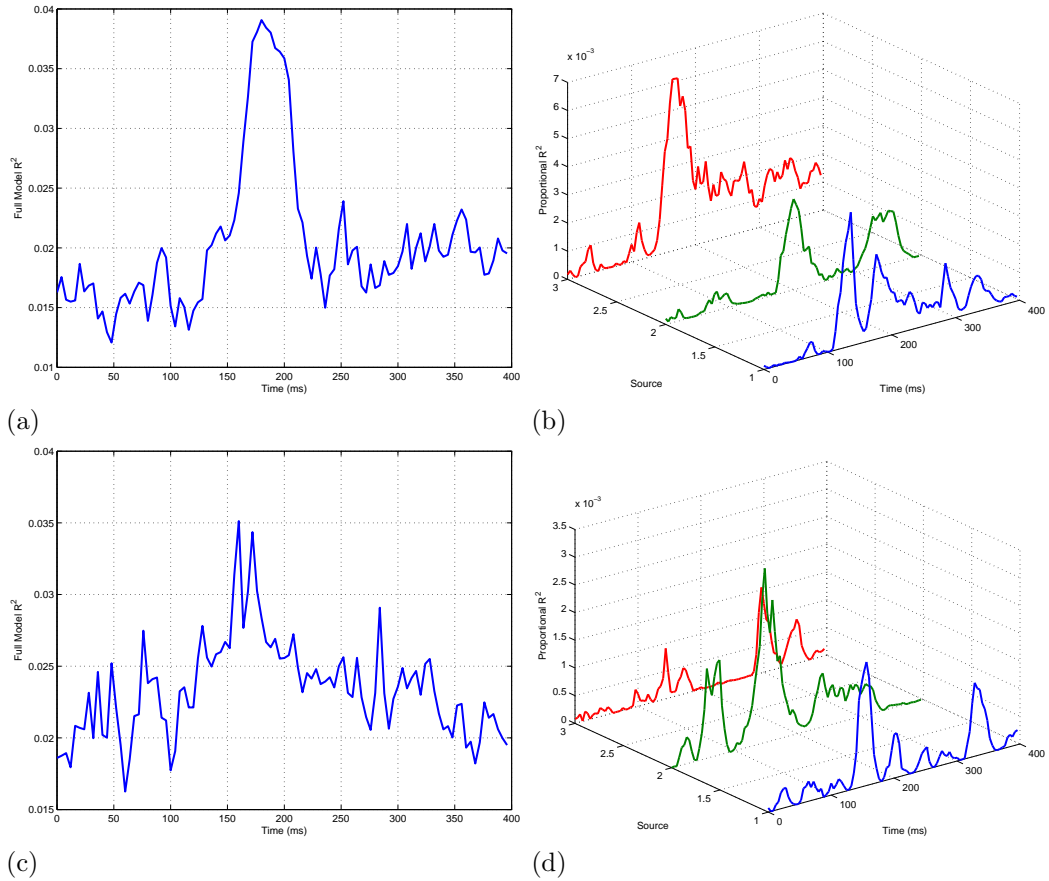 0.04
0.035
0.03
0.025
0.02
0.015
0.01
Full Model R²
0 50 100 150 200 250 300 350 400
Time (ms)
(a)
x 10⁻³
7
6
5
4
3
2
1
0
Proportional R²
3
2.5
2
1.5
1
Source
0
100
200
300
400
Time (ms)
(b)
0.04
0.035
0.03
0.025
0.02
0.015
Full Model R²
0 50 100 150 200 250 300 350 400
Time (ms)
(c)
x 10⁻³
3.5
3
2.5
2
1.5
1
0.5
0
Proportional R²
3
2.5
2
1.5
1
Source
0
100
200
300
400
Time (ms)
(d)